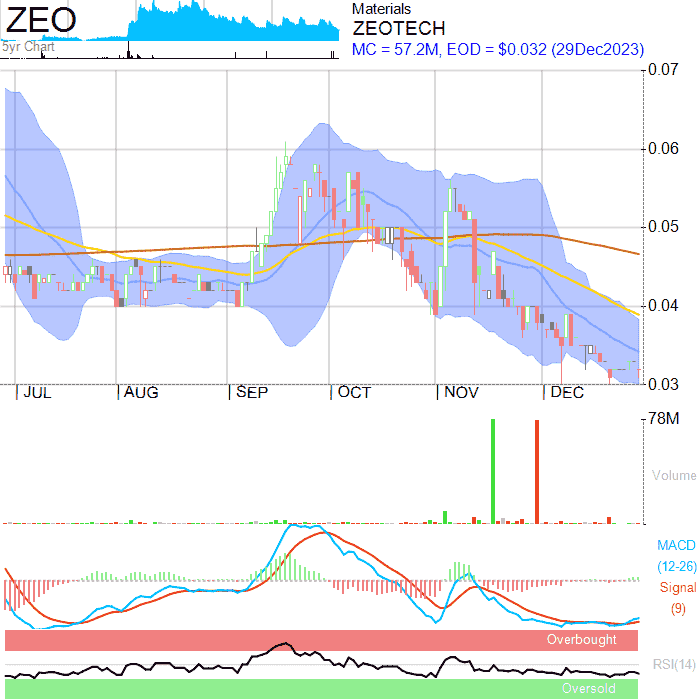 ZEO
5yr Chart
Materials
ZEOTECH
MC = 57.2M, EOD = $0.032 (29Dec2023)
0.07
0.06
0.05
0.04
0.03
JUL AUG SEP OCT NOV DEC
78M
Volume
MACD
(12-26)
Signal
(9)
Overbought
RSI(14)
Oversold